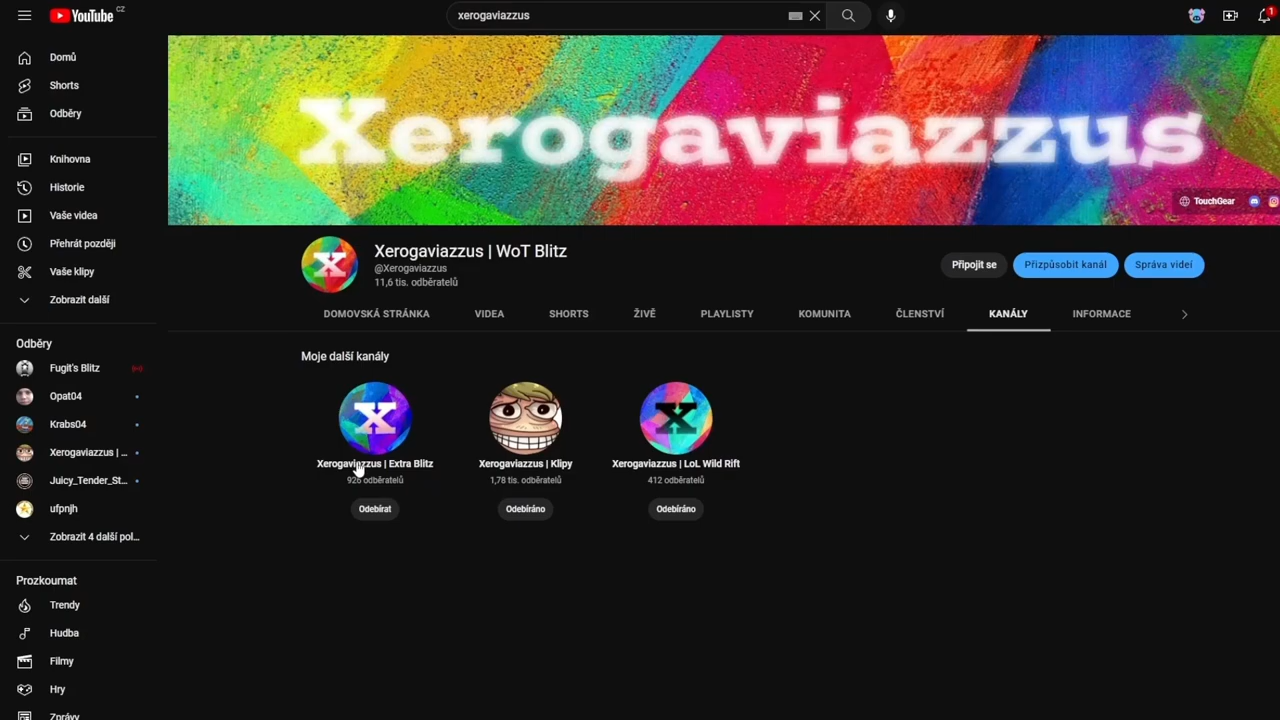 YouTube CZ
xerogaviazzus
1
Domů
Shorts
Odběry
Knihovna
Historie
Vaše videa
Přehrát později
Vaše klipy
Zobrazit další
Odběry
Fugit's Blitz
Opat04
Krabs04
Xerogaviazzus | ...
Juicy_Tender_St...
ufpnjh
Zobrazit 4 další pol...
Prozkoumat
Trendy
Hudba
Filmy
Hry
Zprávy
Xerogaviazzus
TouchGear
X
Xerogaviazzus | WoT Blitz
@Xerogaviazzus
11,6 tis. odběratelů
Připojit se
Přizpůsobit kanál
Správa videí
DOMOVSKÁ STRÁNKA
VIDEA
SHORTS
ŽIVĚ
PLAYLISTY
KOMUNITA
ČLENSTVÍ
KANÁLY
INFORMACE
Moje další kanály
X
X
Xerogaviazzus | Extra Blitz
Xerogaviazzus | Klipy
Xerogaviazzus | LoL Wild Rift
926 odběratelů
1,78 tis. odběratelů
412 odběratelů
Odebírat
Odebíráno
Odebíráno